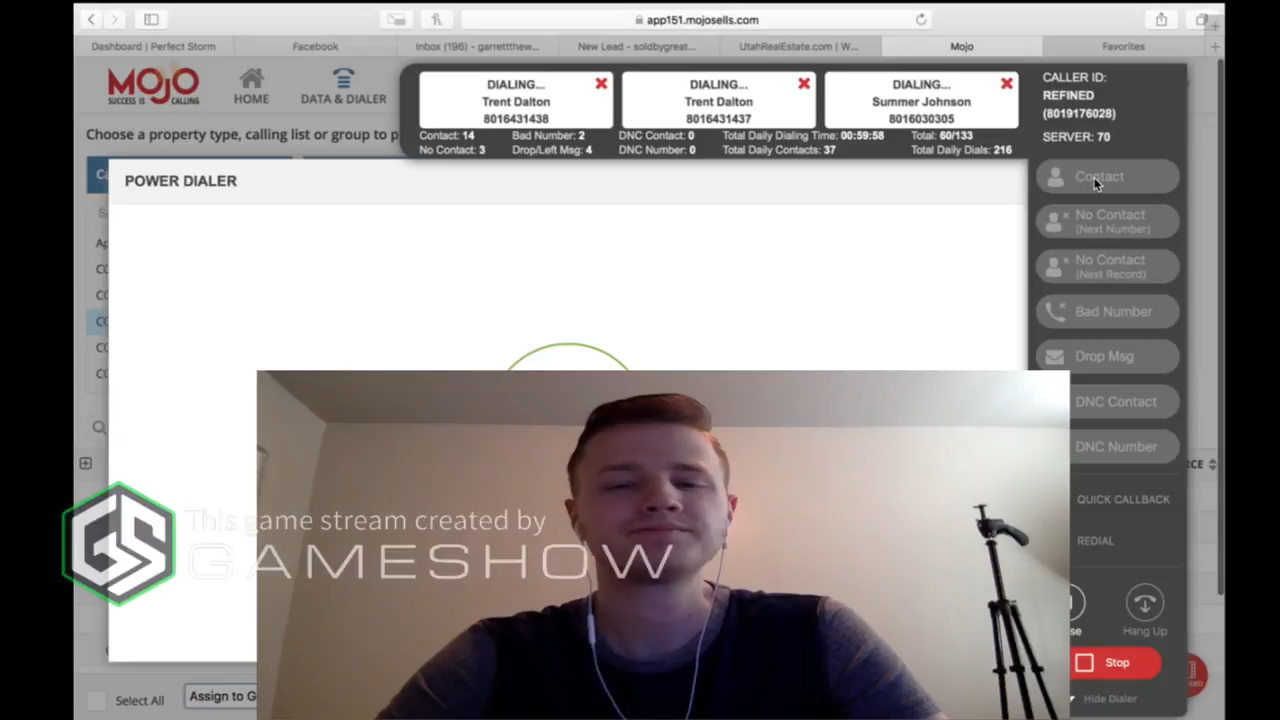 app151.mojosells.com
Dashboard | Perfect Storm
Facebook
Inbox (196) - garrettthew...
New Lead - soldbygreat...
UtahRealEstate.com | W...
Mojo
Favorites
MOJO
SUCCESS IS CALLING
HOME
DATA & DIALER
DIALING...
Trent Dalton
8016431438
DIALING...
Trent Dalton
8016431437
DIALING...
Summer Johnson
8016030305
CALLER ID:
REFINED
(8019176028)
SERVER: 70
Contact: 14 Bad Number: 2 DNC Contact: 0 Total Daily Dialing Time: 00:59:58 Total: 60/133
No Contact: 3 Drop/Left Msg: 4 DNC Number: 0 Total Daily Contacts: 37 Total Daily Dials: 216
Choose a property type, calling list or group to p
POWER DIALER
Contact
No Contact
(Next Number)
No Contact
(Next Record)
Bad Number
Drop Msg
DNC Contact
DNC Number
RCE
QUICK CALLBACK
REDIAL
se
Hang Up
Stop
Hide Dialer
GS
This game stream created by
GAMESHOW
Select All
Assign to G